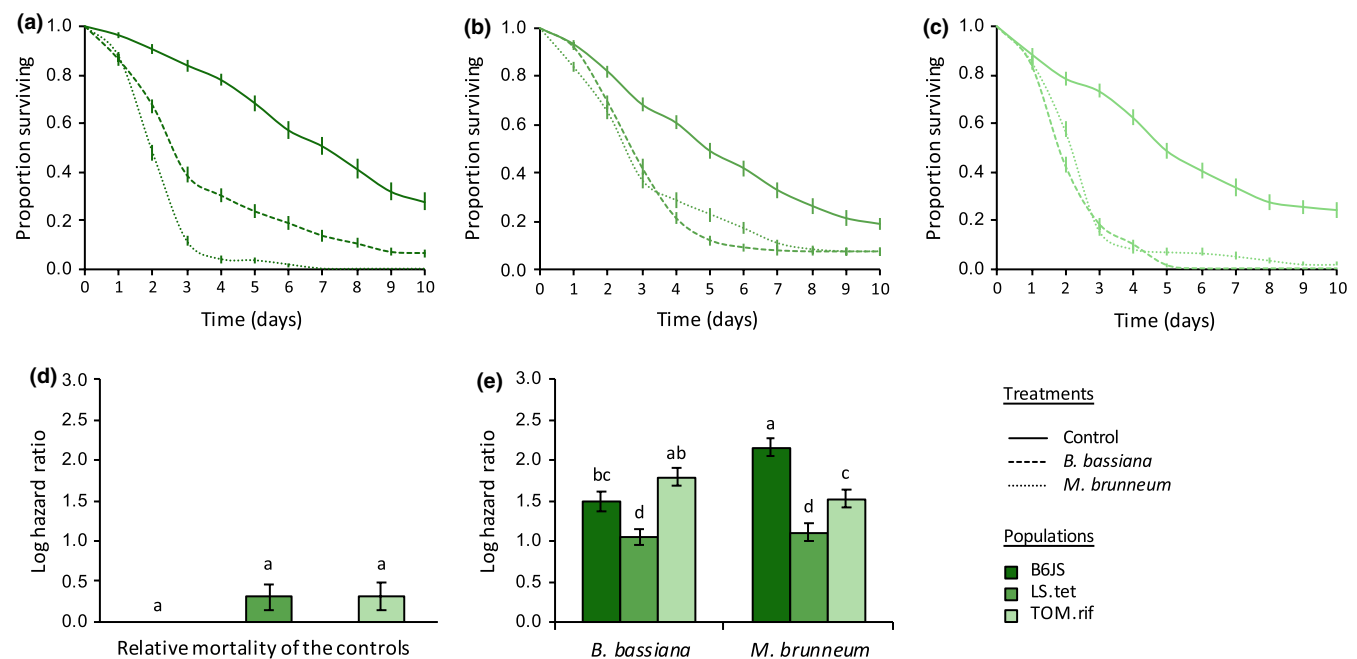 (a)
Proportion surviving
1.0
0.8
0.6
0.4
0.2
0.0
0 1 2 3 4 5 6 7 8 9 10
Time (days)
(b)
Proportion surviving
1.0
0.8
0.6
0.4
0.2
0.0
0 1 2 3 4 5 6 7 8 9 10
Time (days)
(c)
Proportion surviving
1.0
0.8
0.6
0.4
0.2
0.0
0 1 2 3 4 5 6 7 8 9 10
Time (days)
(d)
Log hazard ratio
3.0
2.5
2.0
1.5
1.0
0.5
0.0
a a a
Relative mortality of the controls
(e)
Log hazard ratio
3.0
2.5
2.0
1.5
1.0
0.5
0.0
bc d ab a d c
B. bassiana M. brunneum
Treatments
Control
B. bassiana
M. brunneum
Populations
B6JS
LS.tet
TOM.rif